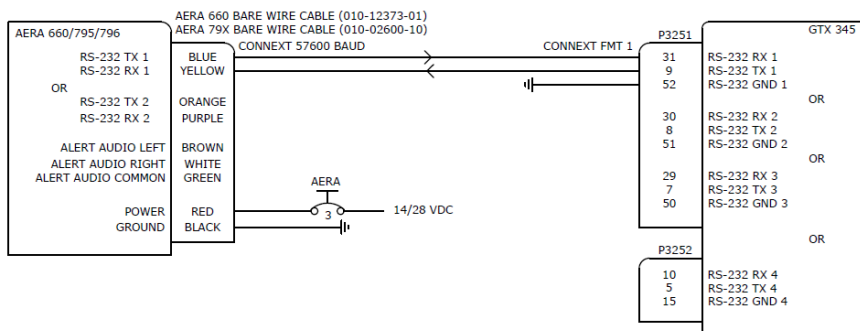 AERA 660 BARE WIRE CABLE (010-12373-01)
AERA 79X BARE WIRE CABLE (010-02600-10)
AERA 660/795/796
CONNEXT 57600 BAUD
CONNEXT FMT 1
P3251
GTX 345
RS-232 TX 1 BLUE 31 RS-232 RX 1
RS-232 RX 1 YELLOW 9 RS-232 TX 1
52 RS-232 GND 1
OR
OR
RS-232 TX 2 ORANGE
RS-232 RX 2 PURPLE
30 RS-232 RX 2
8 RS-232 TX 2
51 RS-232 GND 2
OR
ALERT AUDIO LEFT BROWN
ALERT AUDIO RIGHT WHITE
ALERT AUDIO COMMON GREEN
29 RS-232 RX 3
7 RS-232 TX 3
50 RS-232 GND 3
AERA
POWER RED 3 14/28 VDC
GROUND BLACK
OR
P3252
10 RS-232 RX 4
5 RS-232 TX 4
15 RS-232 GND 4